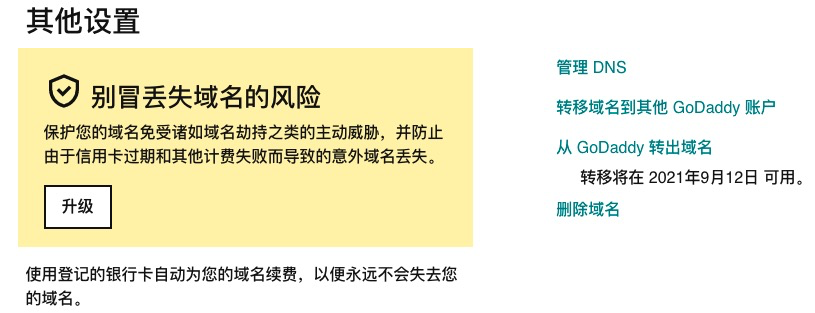 其他设置
别冒丢失域名的风险
保护您的域名免受诸如域名劫持之类的主动威胁，并防止
由于信用卡过期和其他计费失败而导致的意外域名丢失。
升级
使用登记的银行卡自动为您的域名续费，以便永远不会失去您
的域名。
管理 DNS
转移域名到其他 GoDaddy 账户
从 GoDaddy 转出域名
转移将在 2021年9月12日 可用。
删除域名